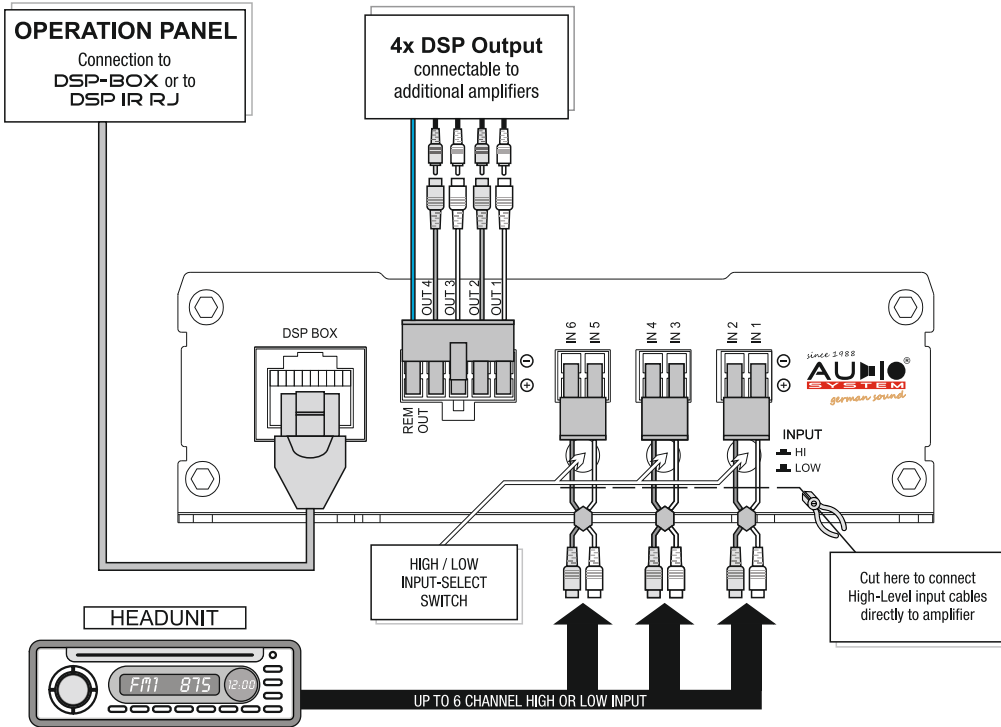 OPERATION PANEL
Connection to
DSP-BOX or to
DSP IR RJ
4x DSP Output
connectable to
additional amplifiers
DSP BOX
OUT 4
OUT 3
OUT 2
OUT 1
REM
OUT
IN 6
IN 5
IN 4
IN 3
IN 2
IN 1
since 1988
AUDIO
SYSTEM
®
german sound
INPUT
HI
LOW
HIGH / LOW
INPUT-SELECT
SWITCH
Cut here to connect
High-Level input cables
directly to amplifier
HEADUNIT
FM1 875 12:00
UP TO 6 CHANNEL HIGH OR LOW INPUT